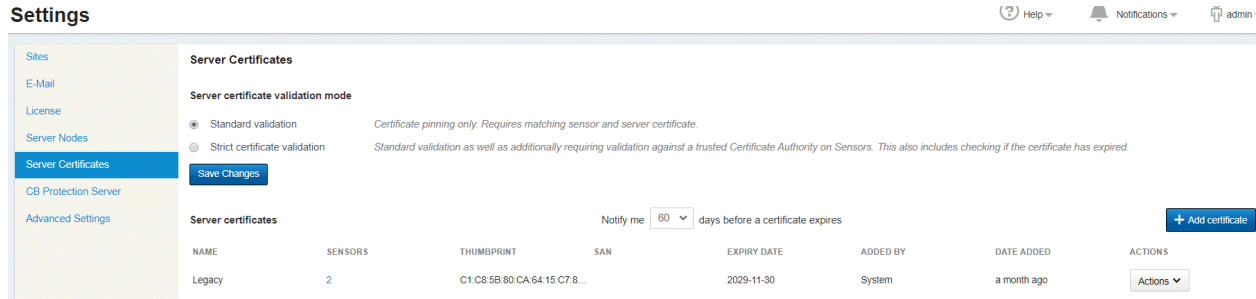 Settings
Help
Notifications
admin
Sites
E-Mail
License
Server Nodes
Server Certificates
CB Protection Server
Advanced Settings
Server Certificates
Server certificate validation mode
Standard validation Certificate pinning only. Requires matching sensor and server certificate.
Strict certificate validation Standard validation as well as additionally requiring validation against a trusted Certificate Authority on Sensors. This also includes checking if the certificate has expired.
Save Changes
Server certificates Notify me 60 days before a certificate expires + Add certificate
NAME SENSORS THUMBPRINT SAN EXPIRY DATE ADDED BY DATE ADDED ACTIONS
Legacy 2 C1:C8:5B:80:CA:64:15:C7:8... 2029-11-30 System a month ago Actions